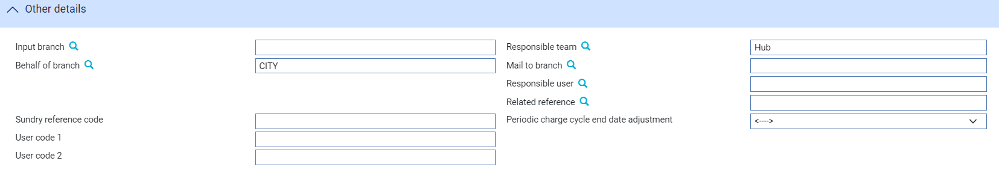 Other details
Input branch
Responsible team Hub
Behalf of branch CITY
Mail to branch
Responsible user
Related reference
Sundry reference code
Periodic charge cycle end date adjustment <---->
User code 1
User code 2